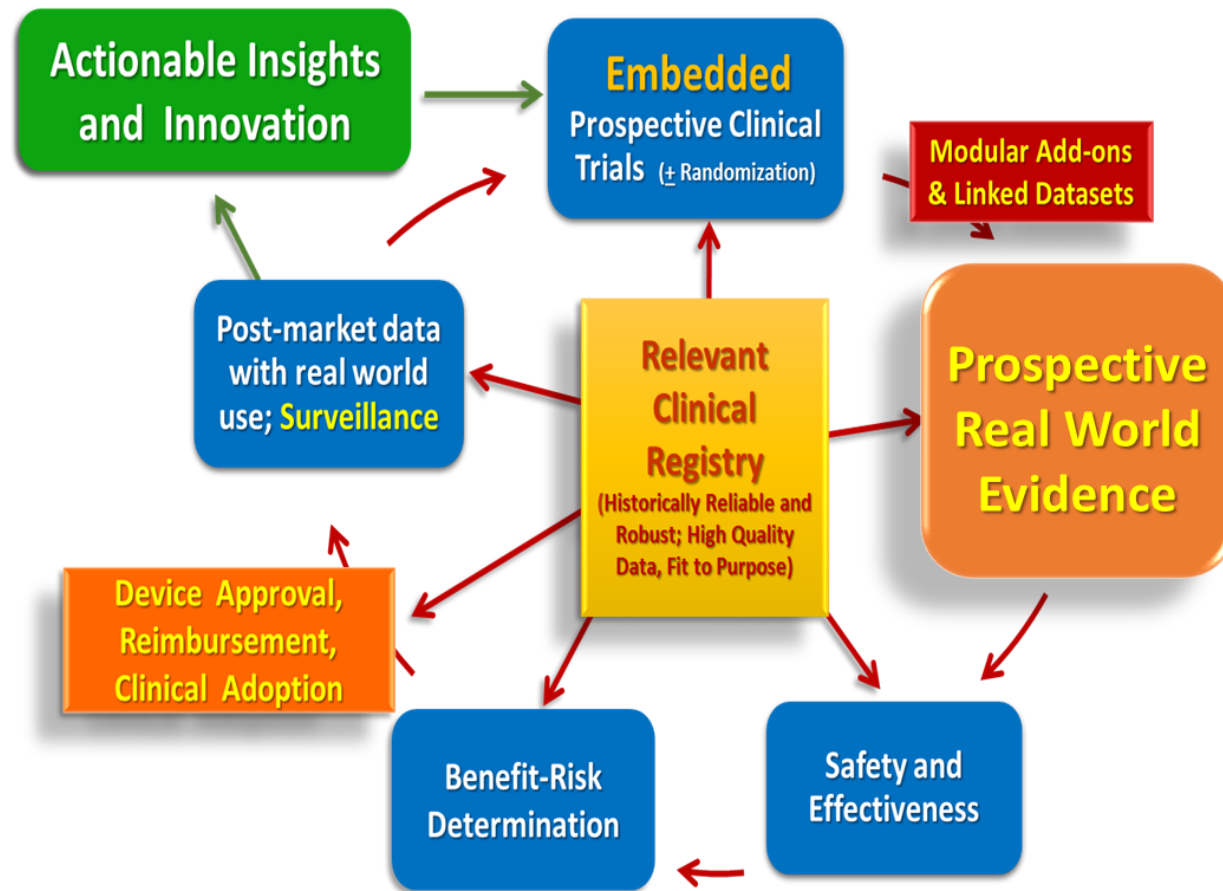 Actionable Insights
and Innovation
Embedded
Prospective Clinical
Trials (± Randomization)
Modular Add-ons
& Linked Datasets
Post-market data
with real world
use; Surveillance
Relevant
Clinical
Registry
(Historically Reliable and
Robust; High Quality
Data, Fit to Purpose)
Prospective
Real World
Evidence
Device Approval,
Reimbursement,
Clinical Adoption
Benefit-Risk
Determination
Safety and
Effectiveness